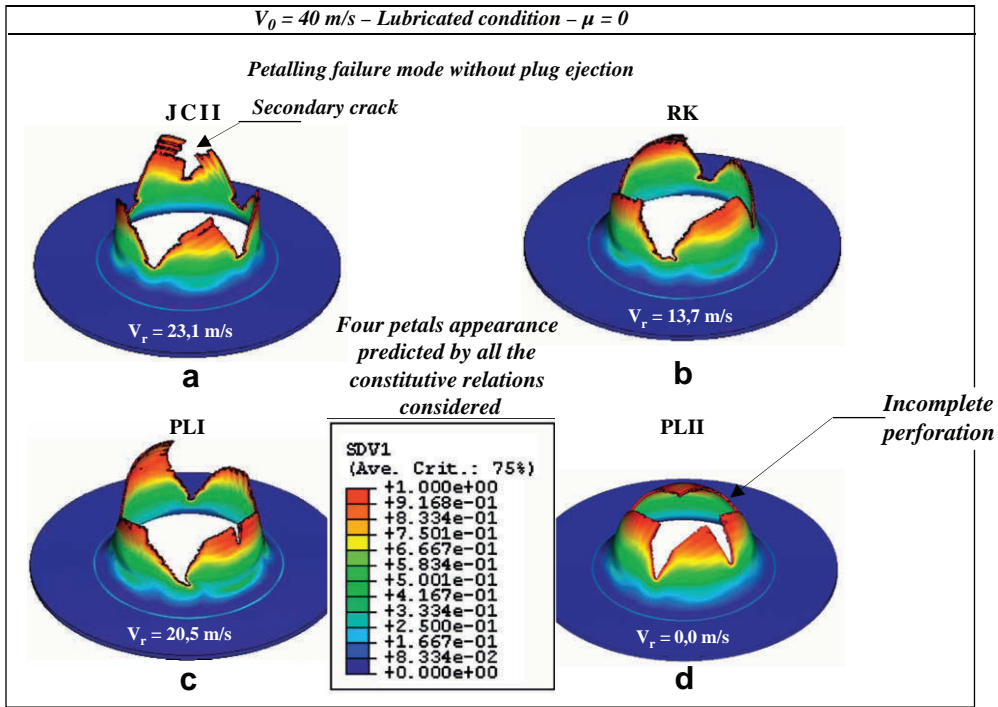 V₀ = 40 m/s – Lubricated condition – μ = 0
Petalling failure mode without plug ejection
JCII
Secondary crack
RK
Vᵣ = 23,1 m/s
Vᵣ = 13,7 m/s
a
b
Four petals appearance
predicted by all the
constitutive relations
considered
PLI
PLII
Incomplete
perforation
SDV1
(Ave. Crit.: 75%)
+1.000e+00
+9.168e-01
+8.334e-01
+7.501e-01
+6.667e-01
+5.834e-01
+5.001e-01
+4.167e-01
+3.334e-01
+2.500e-01
+1.667e-01
+8.334e-02
+0.000e+00
Vᵣ = 20,5 m/s
Vᵣ = 0,0 m/s
c
d